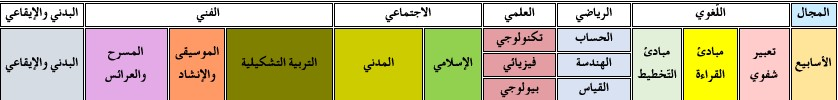 المجال اللّغوي الرياضي العلمي الاجتماعي الفني البدني والإيقاعي
الأسابيع
تعبير
شفوي
مبادئ
القراءة
مبادئ
التخطيط
الحساب
الهندسة
القياس
تكنولوجي
فيزيائي
بيولوجي
الإسلامي
المدني
التربية التشكيلية
الموسيقى
والإنشاد
المسرح
والعرائس
البدني والإيقاعي